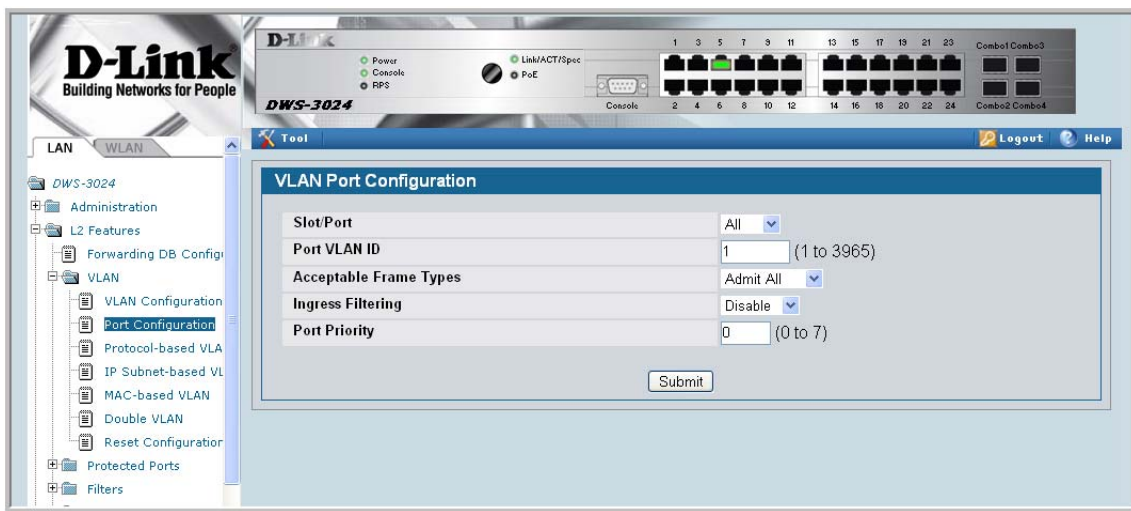 D-Link
Building Networks for People
D-Link
Power
Console
RPS
Link/ACT/Spee
PoE
DWS-3024
Console
1 3 5 7 9 11 13 15 17 19 21 23
2 4 6 8 10 12 14 16 18 20 22 24
Combo1 Combo3
Combo2 Combo4
LAN
WLAN
Tool
Logout
Help
DWS-3024
Administration
L2 Features
Forwarding DB Config
VLAN
VLAN Configuration
Port Configuration
Protocol-based VLA
IP Subnet-based VL
MAC-based VLAN
Double VLAN
Reset Configuration
Protected Ports
Filters
VLAN Port Configuration
Slot/Port All
Port VLAN ID 1 (1 to 3965)
Acceptable Frame Types Admit All
Ingress Filtering Disable
Port Priority 0 (0 to 7)
Submit